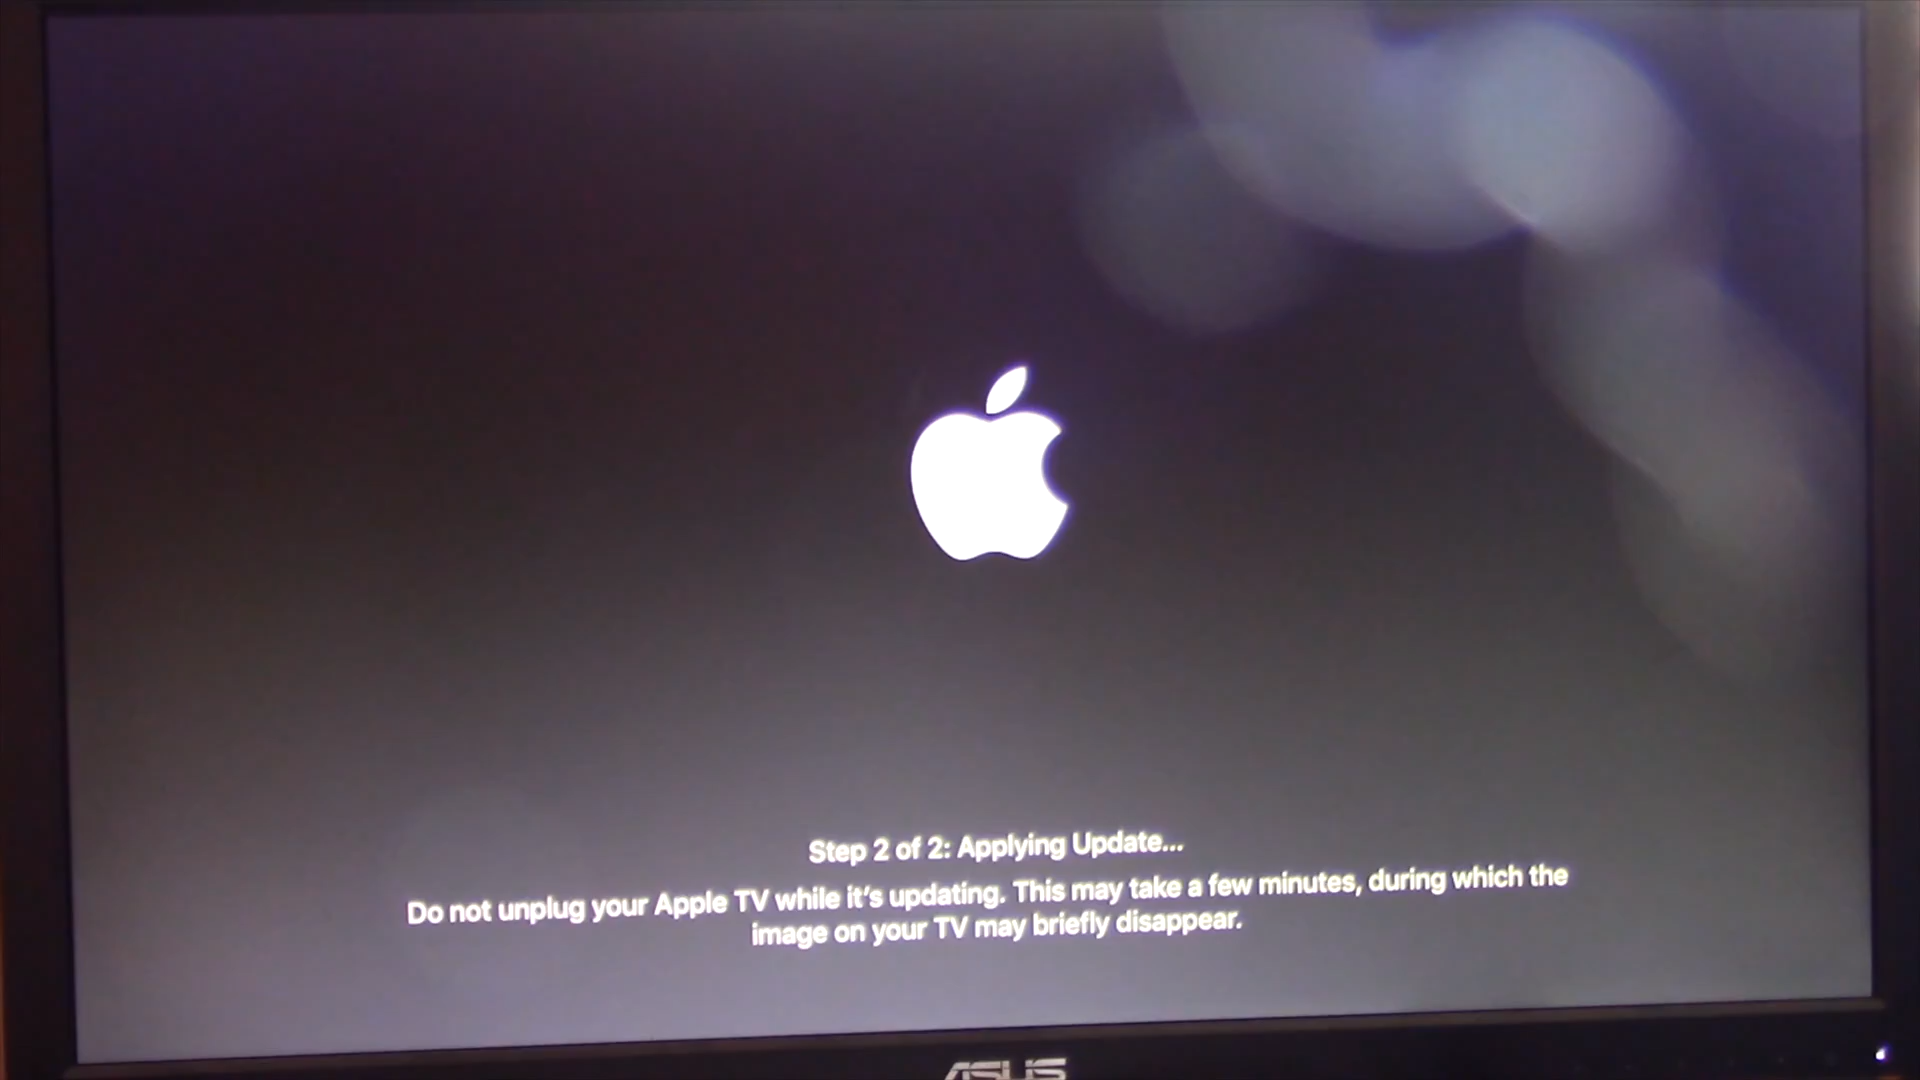 Step 2 of 2: Applying Update...
Do not unplug your Apple TV while it's updating. This may take a few minutes, during which the
image on your TV may briefly disappear.
ASUS